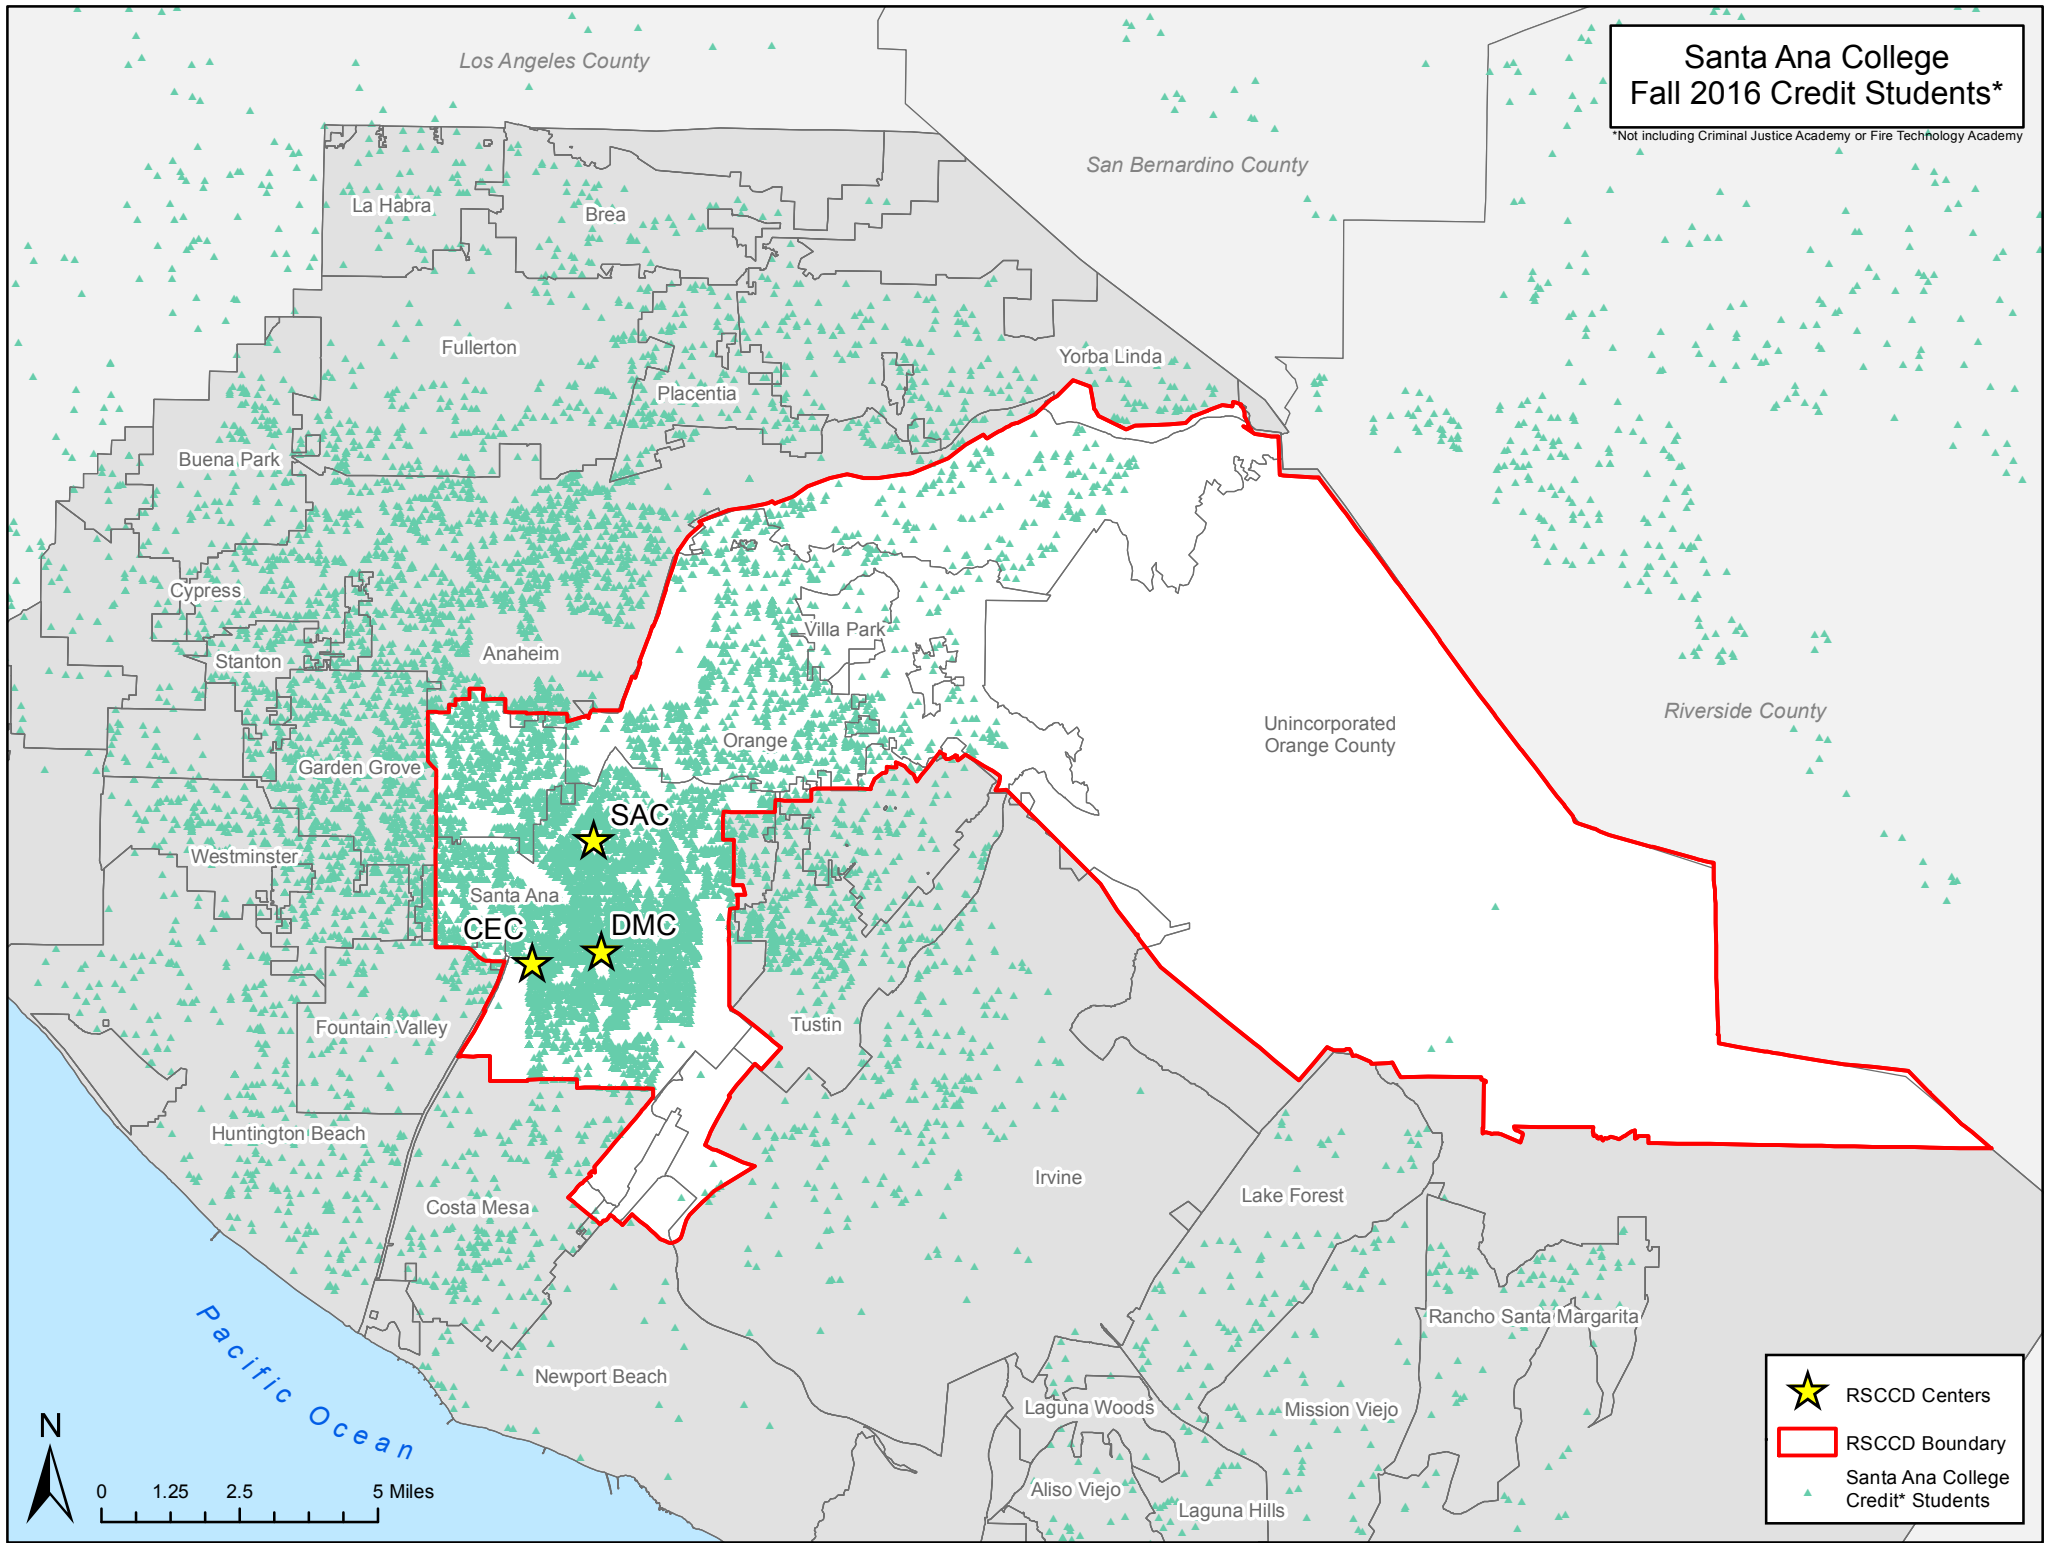 Los Angeles County
Santa Ana College
Fall 2016 Credit Students*
*Not including Criminal Justice Academy or Fire Technology Academy
San Bernardino County
La Habra
Brea
Fullerton
Yorba Linda
Placentia
Buena Park
Cypress
Villa Park
Anaheim
Stanton
Riverside County
Unincorporated
Orange County
Orange
Garden Grove
SAC
Westminster
Santa Ana
CEC
DMC
Fountain Valley
Tustin
Huntington Beach
Irvine
Lake Forest
Costa Mesa
Rancho Santa Margarita
Pacific Ocean
Newport Beach
Laguna Woods
Mission Viejo
Aliso Viejo
Laguna Hills
N
0 1.25 2.5 5 Miles
RSCCD Centers
RSCCD Boundary
Santa Ana College
Credit* Students